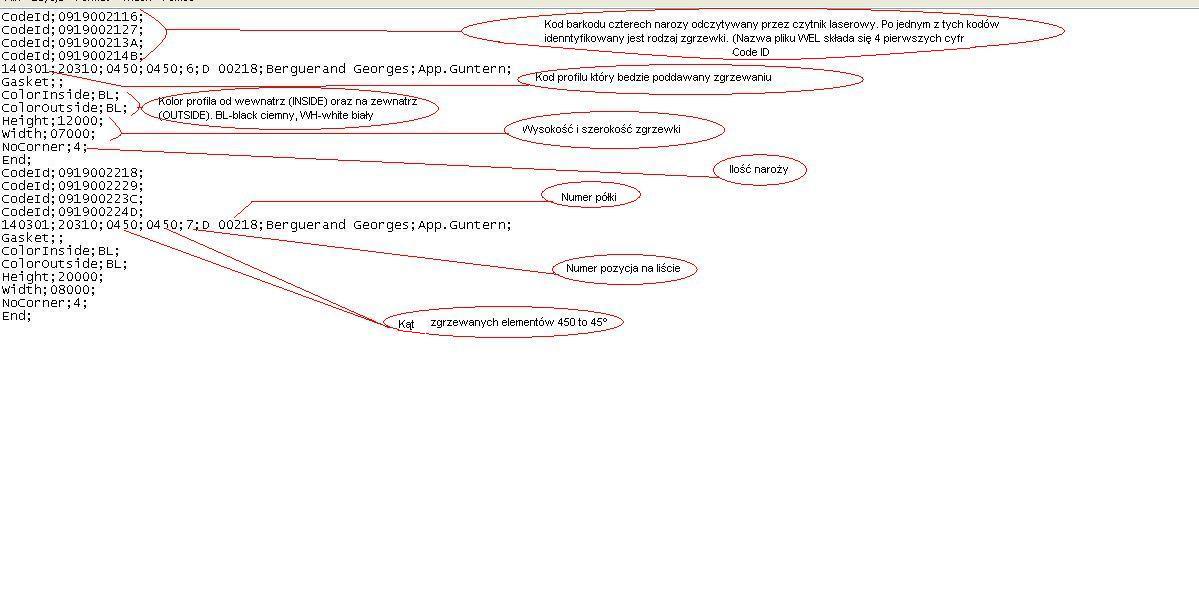 CodeId;0919002116;
CodeId;0919002127;
CodeId;091900213A;
CodeId;091900214B;
140301;20310;0450;0450;6;D 00218;Berguerand Georges;App.Guntern;
Gasket;;
ColorInside;BL;
ColorOutside;BL;
Height;12000;
Width;07000;
NoCorner;4;
End;
CodeId;0919002218;
CodeId;0919002229;
CodeId;091900223C;
CodeId;091900224D;
140301;20310;0450;0450;7;D 00218;Berguerand Georges;App.Guntern;
Gasket;;
ColorInside;BL;
ColorOutside;BL;
Height;20000;
Width;08000;
NoCorner;4;
End;
Kod barkodu czterech narozy odczytywany przez czytnik laserowy. Po jednym z tych kodów
idenntyfikowany jest rodzaj zgrzewki. (Nazwa pliku WEL składa się 4 pierwszych cyfr
Code ID
Kod profilu który bedzie poddawany zgrzewaniu
Kolor profila od wewnatrz (INSIDE) oraz na zewnatrz
(OUTSIDE). BL-black ciemny, WH-white biały
Wysokość i szerokość zgrzewki
Ilość naroży
Numer półki
Numer pozycja na liście
Kąt zgrzewanych elementów 450 to 45°